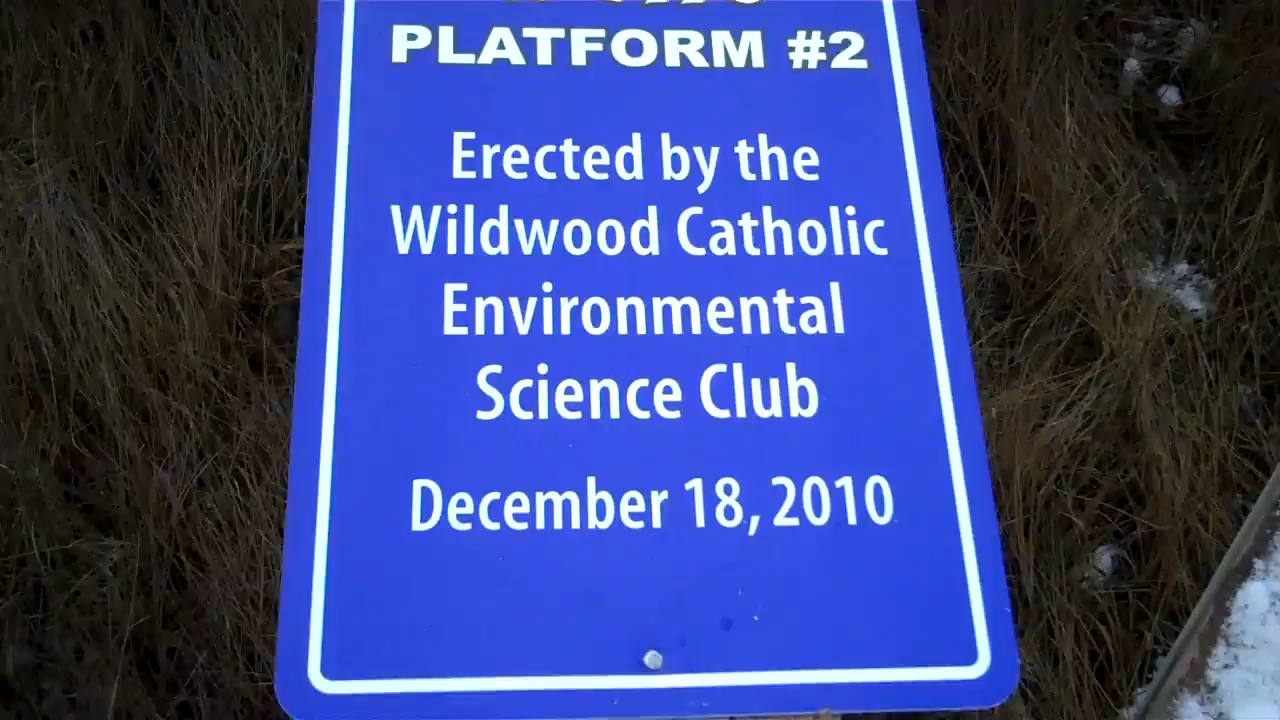 PLATFORM #2
Erected by the
Wildwood Catholic
Environmental
Science Club
December 18, 2010